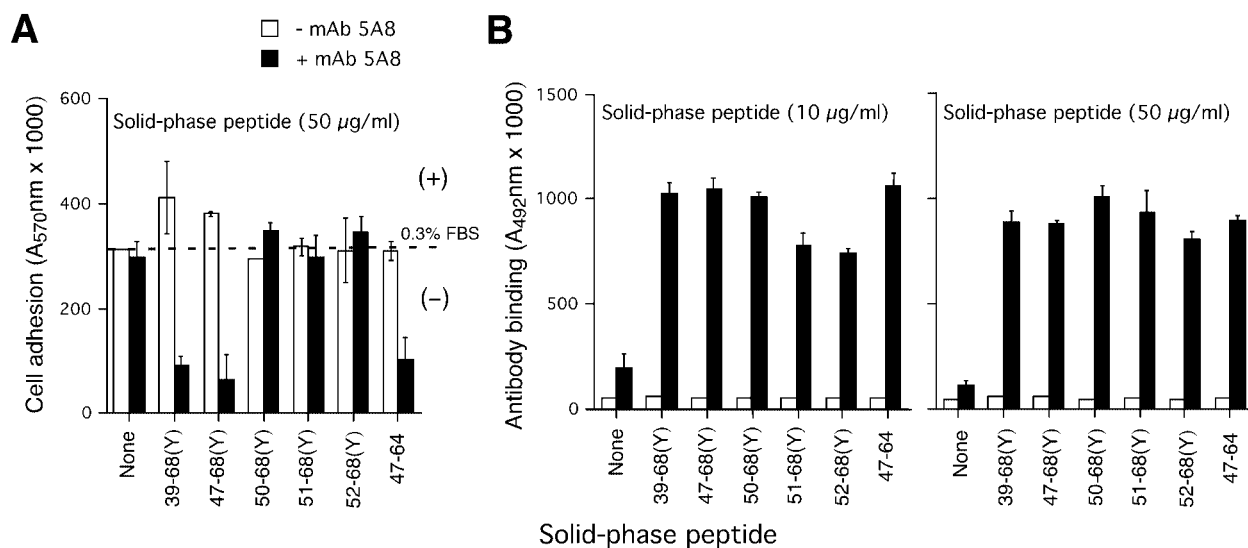 A
- mAb 5A8
+ mAb 5A8
B
Cell adhesion (A570nm x 1000)
600
400
200
0
Solid-phase peptide (50 µg/ml)
(+)
0.3% FBS
(–)
None
39-68(Y)
47-68(Y)
50-68(Y)
51-68(Y)
52-68(Y)
47-64
Antibody binding (A492nm x 1000)
1500
1000
500
0
Solid-phase peptide (10 µg/ml)
None
39-68(Y)
47-68(Y)
50-68(Y)
51-68(Y)
52-68(Y)
47-64
Solid-phase peptide (50 µg/ml)
None
39-68(Y)
47-68(Y)
50-68(Y)
51-68(Y)
52-68(Y)
47-64
Solid-phase peptide